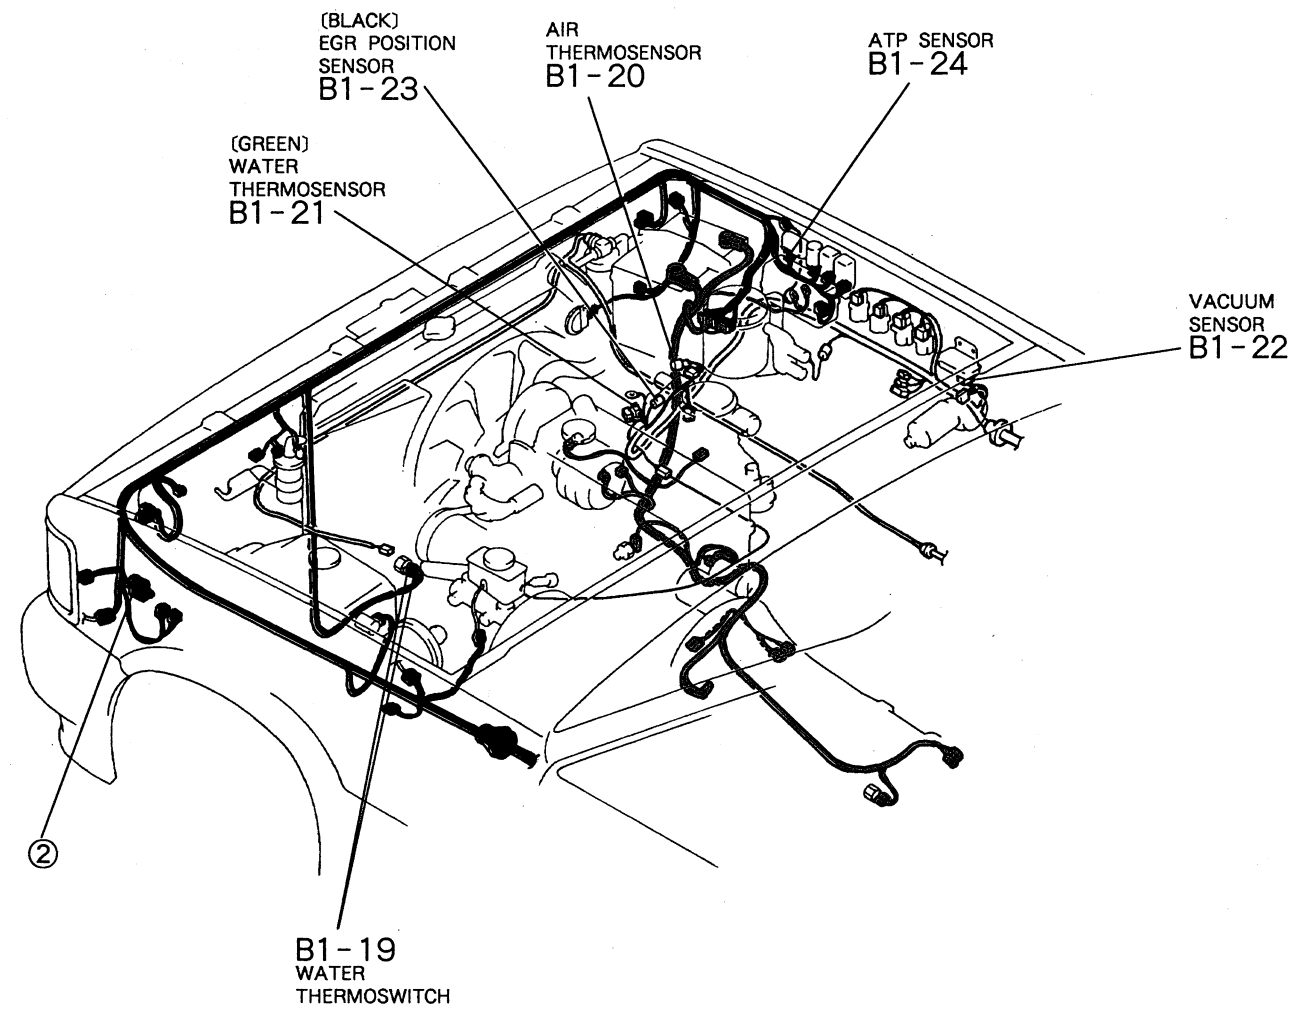 (BLACK)
EGR POSITION
SENSOR
B1-23
AIR
THERMOSENSOR
B1-20
ATP SENSOR
B1-24
(GREEN)
WATER
THERMOSENSOR
B1-21
VACUUM
SENSOR
B1-22
②
B1-19
WATER
THERMOSWITCH